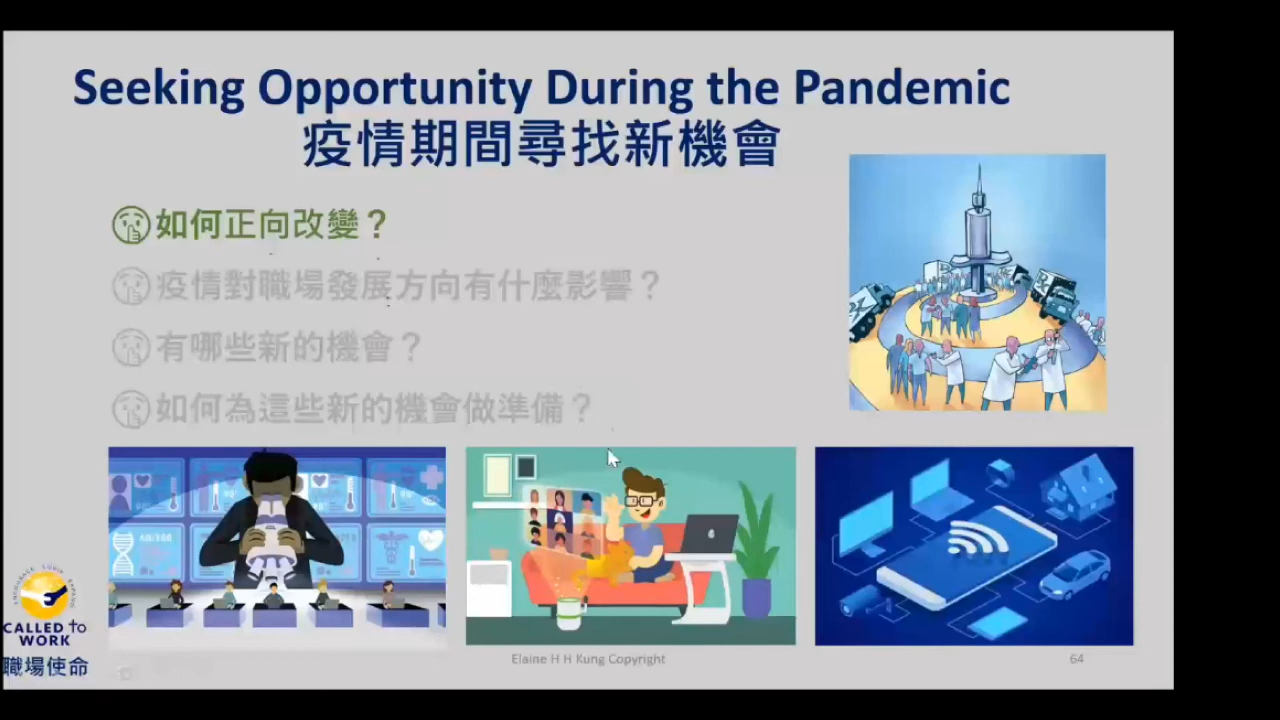 Seeking Opportunity During the Pandemic
疫情期間尋找新機會
如何正向改變？
疫情對職場發展方向有什麼影響？
有哪些新的機會？
如何為這些新的機會做準備？
CALLED to
WORK
職場使命
Elaine H H Kung Copyright
64